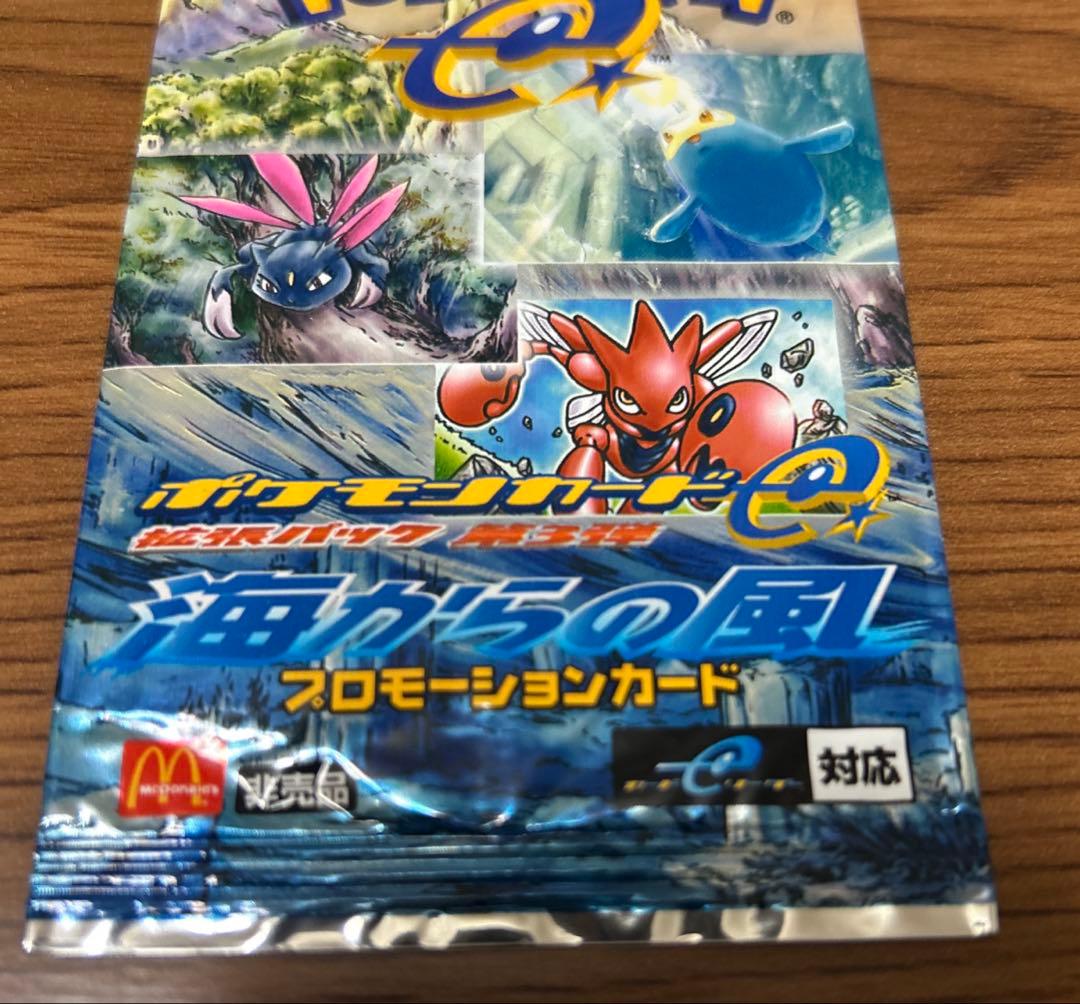 ポケモンカードe
拡張パック 第3弾
海からの風
プロモーションカード
McDonald's
非売品
対応